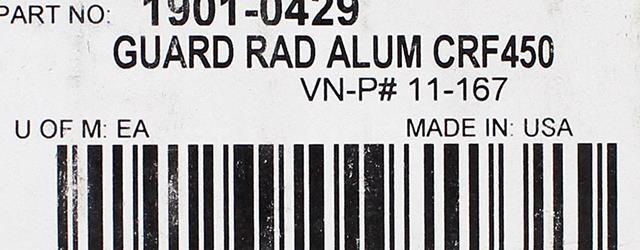 PART NO: 1901-0429
GUARD RAD ALUM CRF450
VN-P# 11-167
U OF M: EA MADE IN: USA